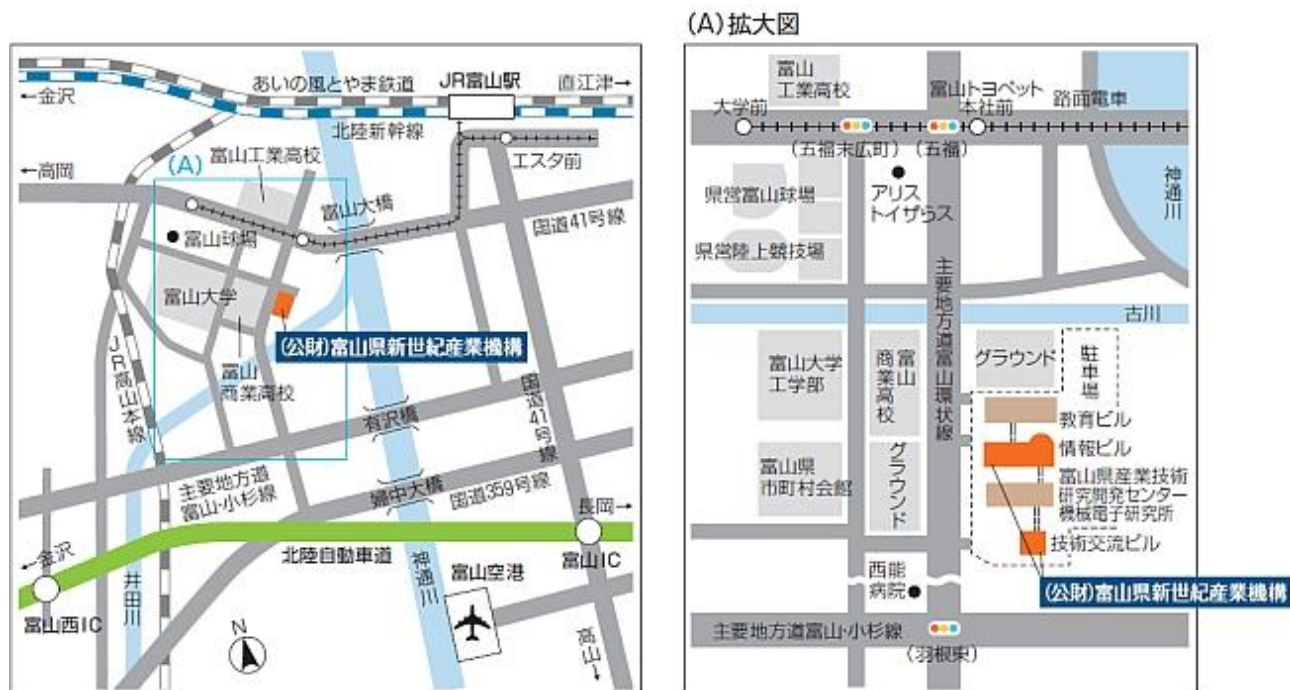 (A)拡大図
あいの風とやま鉄道
JR富山駅
直江津→
←金沢
北陸新幹線
(A)
富山工業高校
エスタ前
←高岡
富山大橋
国道41号線
富山球場
富山大学
(公財)富山県新世紀産業機構
JR高山本線
富山
商業高校
有沢橋
国道41号線
主要地方道
富山・小杉線
婦中大橋
国道359号線
長岡→
←金沢
北陸自動車道
富山IC
井田川
神通川
富山空港
富山西IC
N
高山→
富山
工業高校
大学前
富山トヨペット
本社前
路面電車
(五福末広町)
(五福)
県営富山球場
アリス
トイザらス
神通川
県営陸上競技場
主要地方道富山環状線
古川
富山大学
工学部
富山
商業高校
グラウンド
駐車場
教育ビル
情報ビル
富山県
市町村会館
グラウンド
富山県産業技術
研究開発センター
機械電子研究所
技術交流ビル
西能
病院
(公財)富山県新世紀産業機構
主要地方道富山・小杉線
(羽根東)